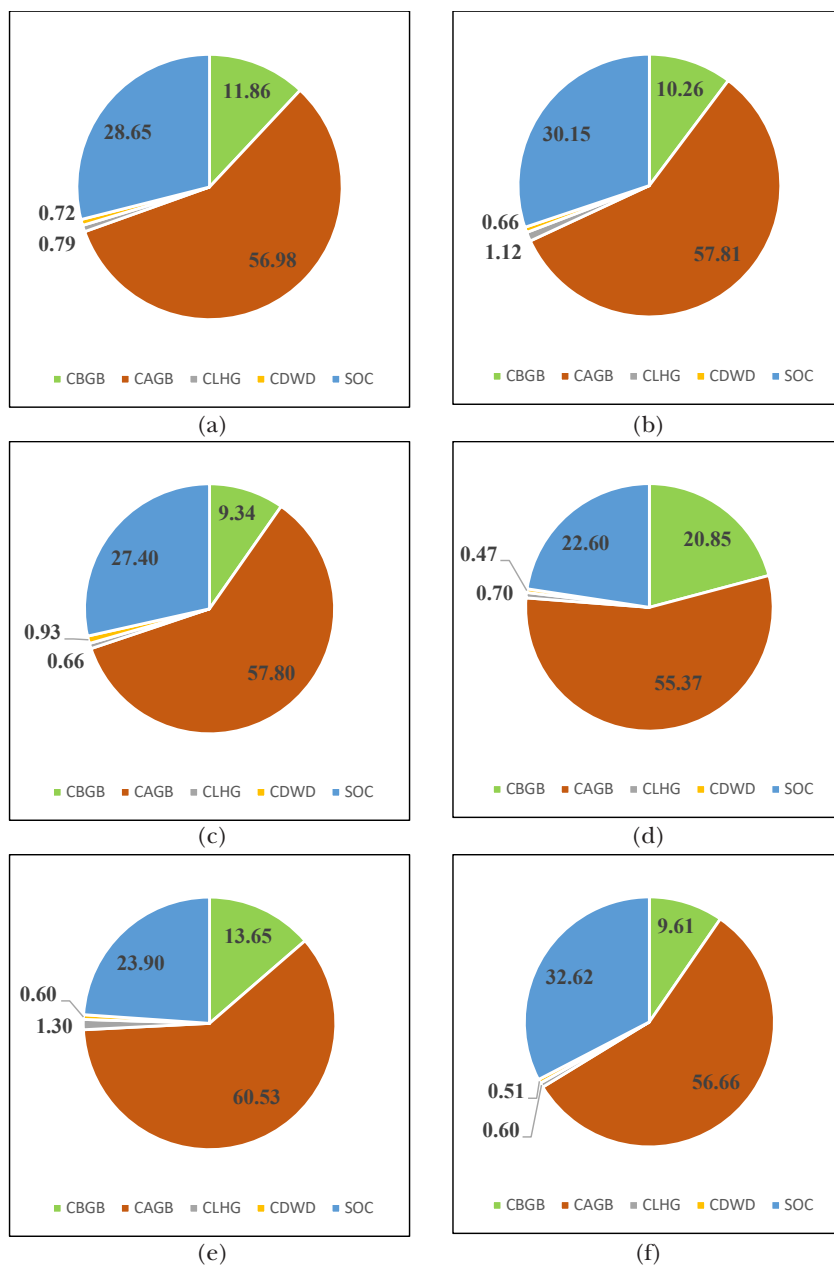 11.86
28.65
0.72
0.79
56.98
CBGB CAGB CLHG CDWD SOC
(a)
10.26
30.15
0.66
1.12
57.81
CBGB CAGB CLHG CDWD SOC
(b)
9.34
27.40
0.93
0.66
57.80
CBGB CAGB CLHG CDWD SOC
(c)
20.85
22.60
0.47
0.70
55.37
CBGB CAGB CLHG CDWD SOC
(d)
13.65
23.90
0.60
1.30
60.53
CBGB CAGB CLHG CDWD SOC
(e)
9.61
32.62
0.51
0.60
56.66
CBGB CAGB CLHG CDWD SOC
(f)